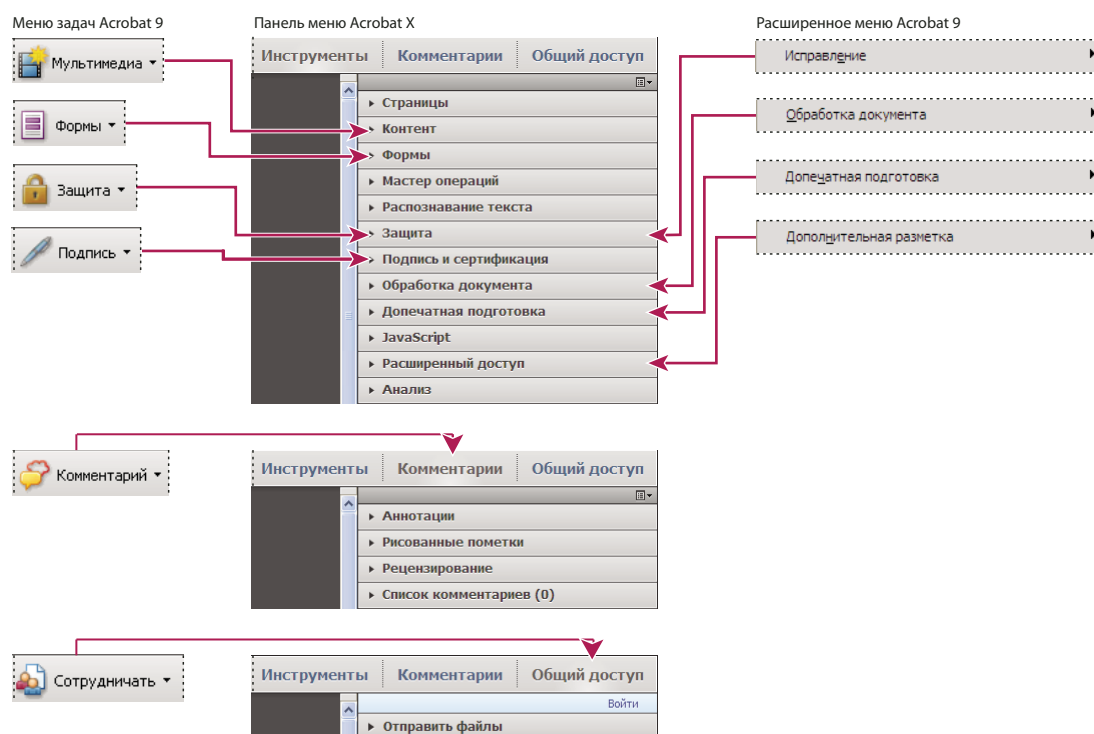 Меню задач Acrobat 9
Панель меню Acrobat X
Расширенное меню Acrobat 9
Мультимедиа
Формы
Защита
Подпись
Инструменты Комментарии Общий доступ
Страницы
Контент
Формы
Мастер операций
Распознавание текста
Защита
Подпись и сертификация
Обработка документа
Допечатная подготовка
JavaScript
Расширенный доступ
Анализ
Исправление
Обработка документа
Допечатная подготовка
Дополнительная разметка
Комментарий
Инструменты Комментарии Общий доступ
Аннотации
Рисованные пометки
Рецензирование
Список комментариев (0)
Сотрудничать
Инструменты Комментарии Общий доступ
Войти
Отправить файлы